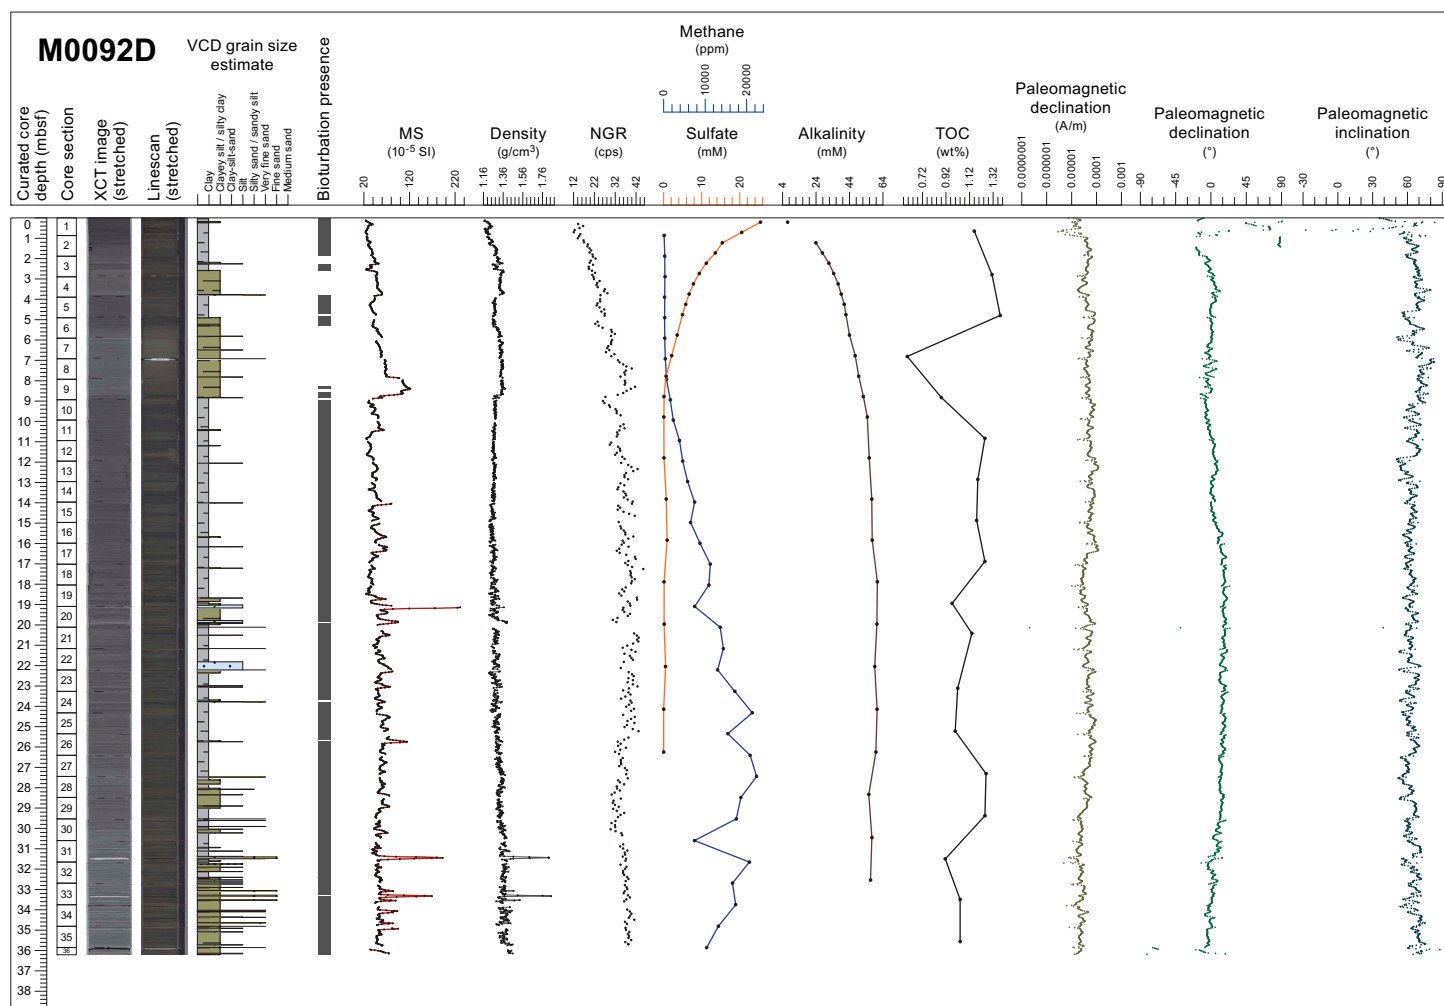 M0092D
VCD grain size
estimate
Curated core
depth (mbsf)
Core section
XCT image
(stretched)
Linescan
(stretched)
Clay
Clayey silt / silty clay
Clay-silt-sand
Silt
Silty sand / sandy silt
Very fine sand
Fine sand
Medium sand
Bioturbation presence
MS
(10-5 SI)
20 120 220
Density
(g/cm3)
1.16 1.36 1.56 1.76
NGR
(cps)
12 22 32 42
Methane
(ppm)
0 10000 20000
Sulfate
(mM)
0 10 20
Alkalinity
(mM)
4 24 44 64
TOC
(wt%)
0.72 0.92 1.12 1.32
Paleomagnetic
declination
(A/m)
0.0000001 0.000001 0.00001 0.0001 0.001
Paleomagnetic
declination
(°)
-90 -45 0 45 90
Paleomagnetic
inclination
(°)
-30 0 30 60 90
0
1
2
3
4
5
6
7
8
9
10
11
12
13
14
15
16
17
18
19
20
21
22
23
24
25
26
27
28
29
30
31
32
33
34
35
36
37
38
1
2
3
4
5
6
7
8
9
10
11
12
13
14
15
16
17
18
19
20
21
22
23
24
25
26
27
28
29
30
31
32
33
34
35
36